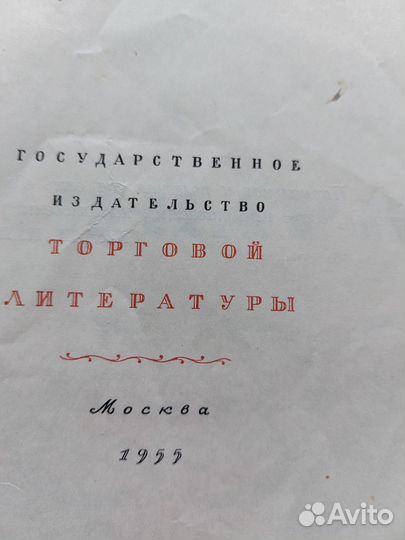 ГОСУДАРСТВЕННОЕ
ИЗДАТЕЛЬСТВО
ТОРГОВОЙ
ЛИТЕРАТУРЫ
Москва
1955
Avito